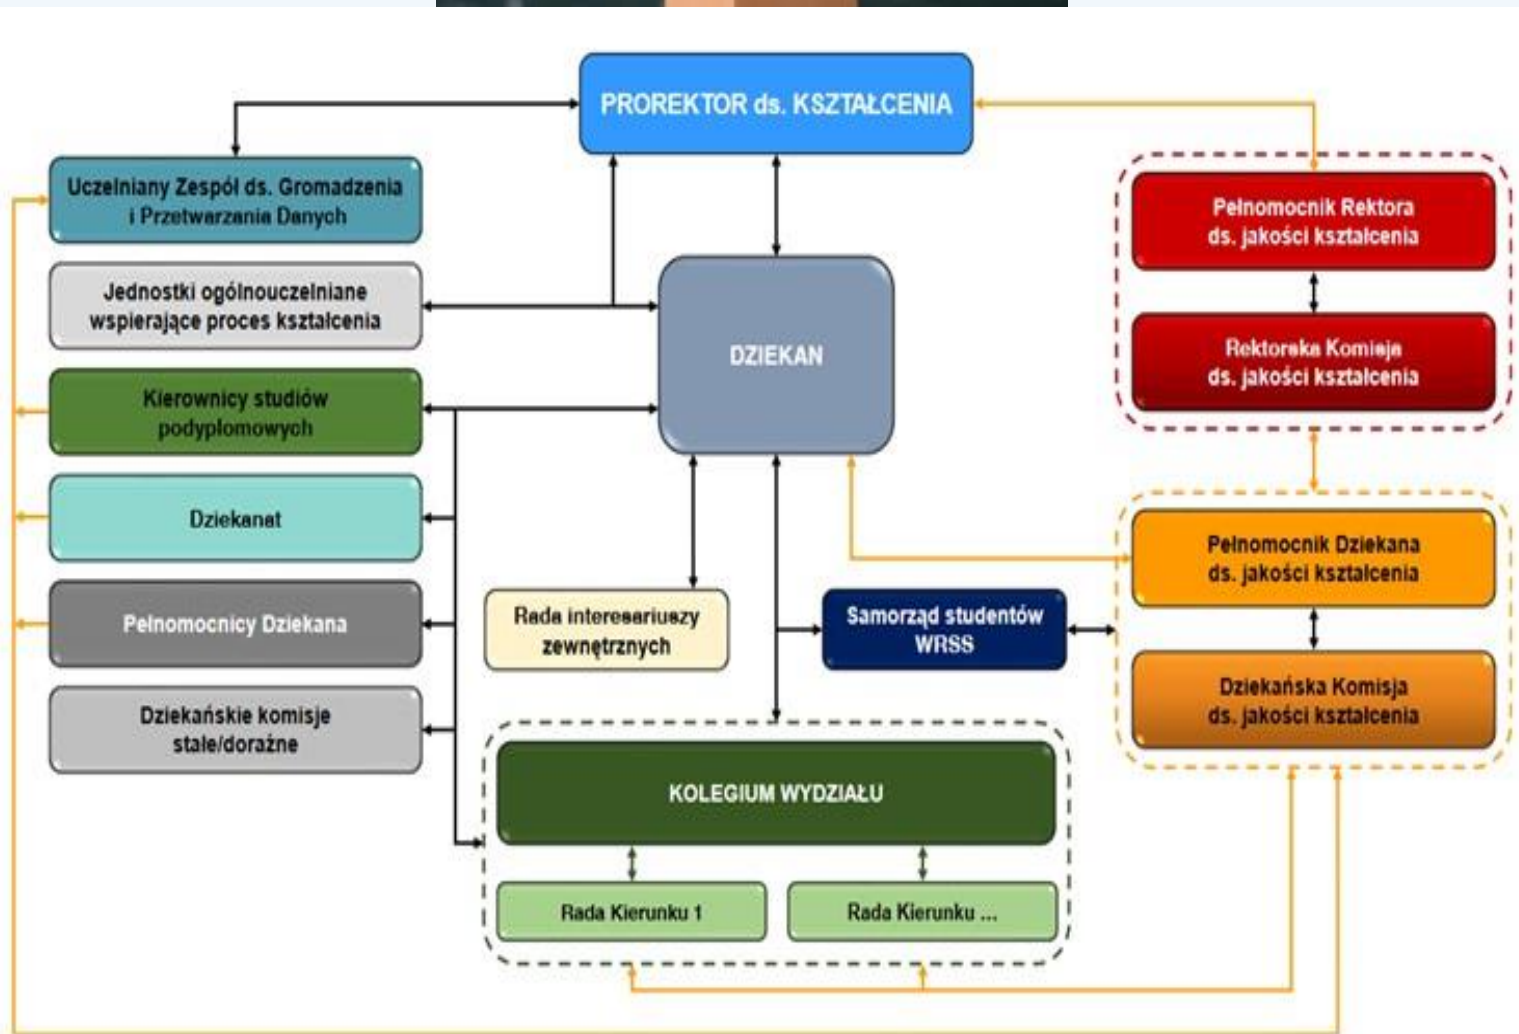 PROREKTOR ds. KSZTAŁCENIA
Uczelniany Zespół ds. Gromadzenia
i Przetwarzania Danych
Jednostki ogólnouczelniane
wspierające proces kształcenia
Kierownicy studiów
podyplomowych
Dziekanat
Pełnomocnicy Dziekana
Dziekańskie komisje
stałe/doraźne
DZIEKAN
Rada interesariuszy
zewnętrznych
Samorząd studentów
WRSS
KOLEGIUM WYDZIAŁU
Rada Kierunku 1
Rada Kierunku ...
Pełnomocnik Rektora
ds. jakości kształcenia
Rektorska Komisja
ds. jakości kształcenia
Pełnomocnik Dziekana
ds. jakości kształcenia
Dziekańska Komisja
ds. jakości kształcenia